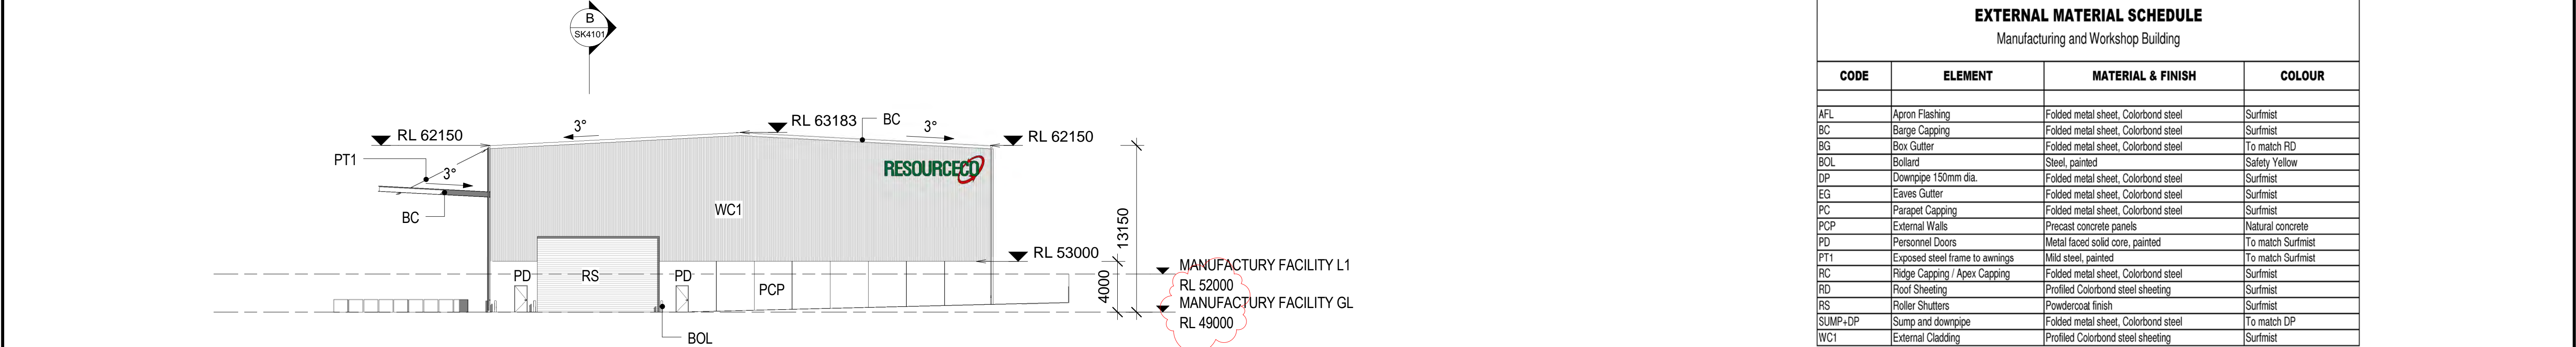 B
SK4101
RL 62150
3°
RL 63183
BC
3°
RL 62150
PT1
3°
BC
RESOURCECO
WC1
13150
RL 53000
4000
PD
RS
PD
PCP
BOL
MANUFACTURY FACILITY L1
RL 52000
MANUFACTURY FACILITY GL
RL 49000
EXTERNAL MATERIAL SCHEDULE
Manufacturing and Workshop Building
CODE ELEMENT MATERIAL & FINISH COLOUR
AFL Apron Flashing Folded metal sheet, Colorbond steel Surfmist
BC Barge Capping Folded metal sheet, Colorbond steel Surfmist
BG Box Gutter Folded metal sheet, Colorbond steel To match RD
BOL Bollard Steel, painted Safety Yellow
DP Downpipe 150mm dia. Folded metal sheet, Colorbond steel Surfmist
EG Eaves Gutter Folded metal sheet, Colorbond steel Surfmist
PC Parapet Capping Folded metal sheet, Colorbond steel Surfmist
PCP External Walls Precast concrete panels Natural concrete
PD Personnel Doors Metal faced solid core, painted To match Surfmist
PT1 Exposed steel frame to awnings Mild steel, painted To match Surfmist
RC Ridge Capping / Apex Capping Folded metal sheet, Colorbond steel Surfmist
RD Roof Sheeting Profiled Colorbond steel sheeting Surfmist
RS Roller Shutters Powdercoat finish Surfmist
SUMP+DP Sump and downpipe Folded metal sheet, Colorbond steel To match DP
WC1 External Cladding Profiled Colorbond steel sheeting Surfmist